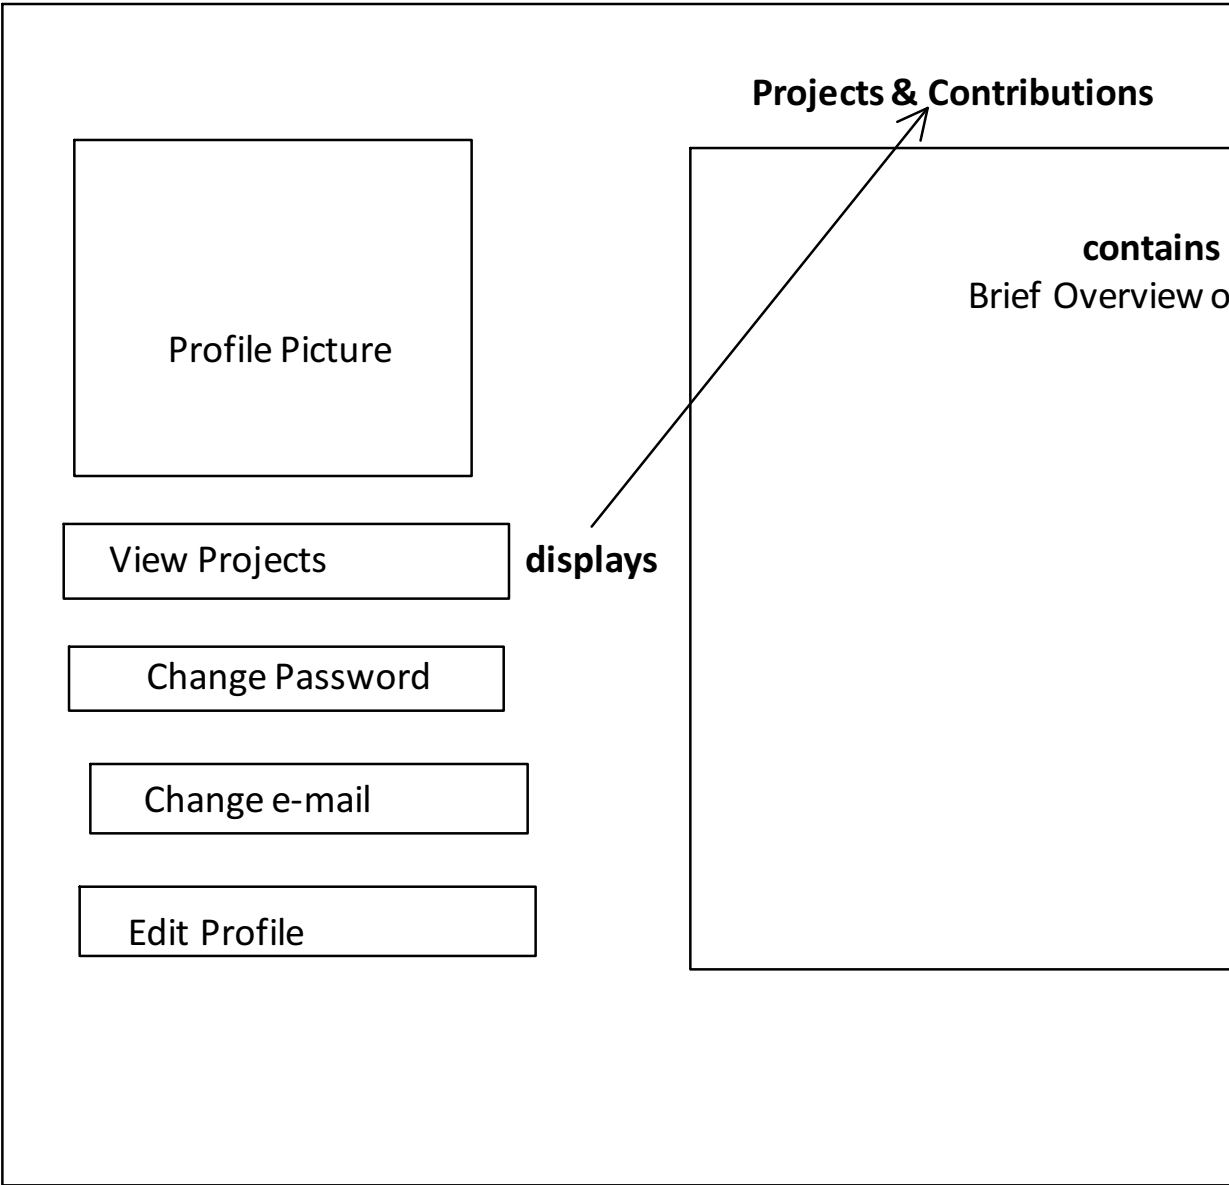 Projects & Contributions
contains
Brief Overview
Profile Picture
View Projects
displays
Change Password
Change e-mail
Edit Profile